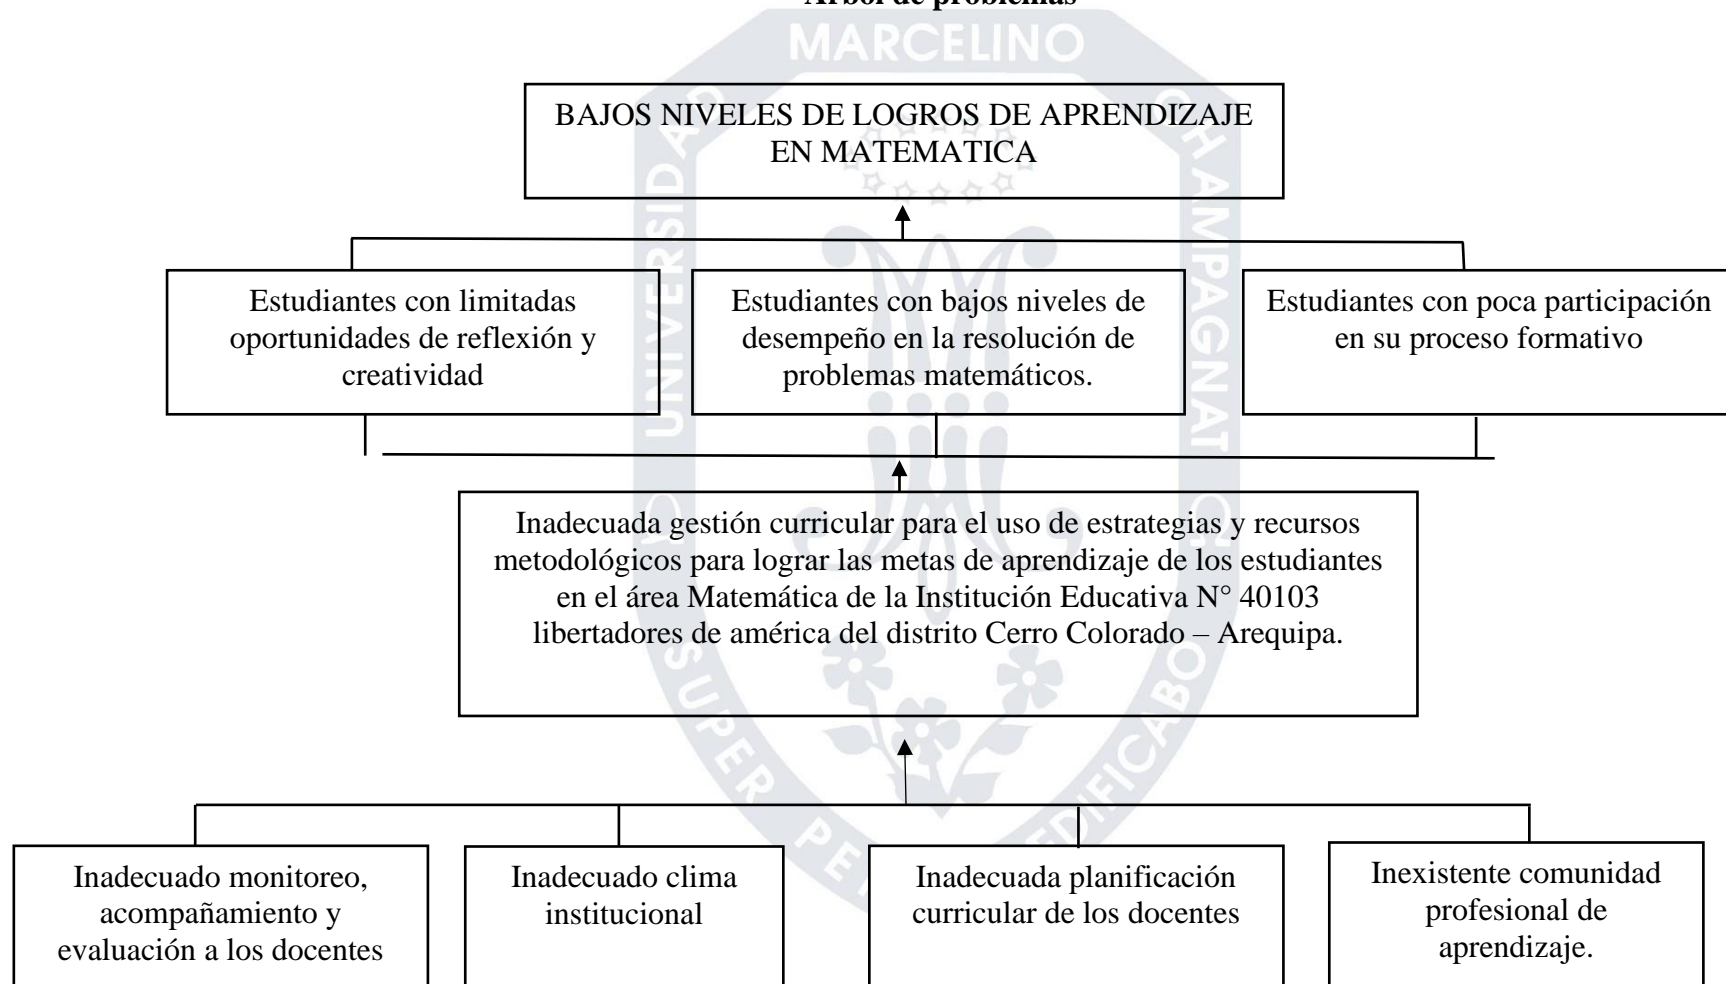 Árbol de problemas
MARCELINO
CHAMPAGNAT
UNIVERSIDAD
BAJOS NIVELES DE LOGROS DE APRENDIZAJE
EN MATEMATICA
Estudiantes con limitadas
oportunidades de reflexión y
creatividad
Estudiantes con bajos niveles de
desempeño en la resolución de
problemas matemáticos.
Estudiantes con poca participación
en su proceso formativo
Inadecuada gestión curricular para el uso de estrategias y recursos
metodológicos para lograr las metas de aprendizaje de los estudiantes
en el área Matemática de la Institución Educativa N° 40103
libertadores de américa del distrito Cerro Colorado – Arequipa.
SUPER
Inadecuado monitoreo,
acompañamiento y
evaluación a los docentes
Inadecuado clima
institucional
Inadecuada planificación
curricular de los docentes
Inexistente comunidad
profesional de
aprendizaje.